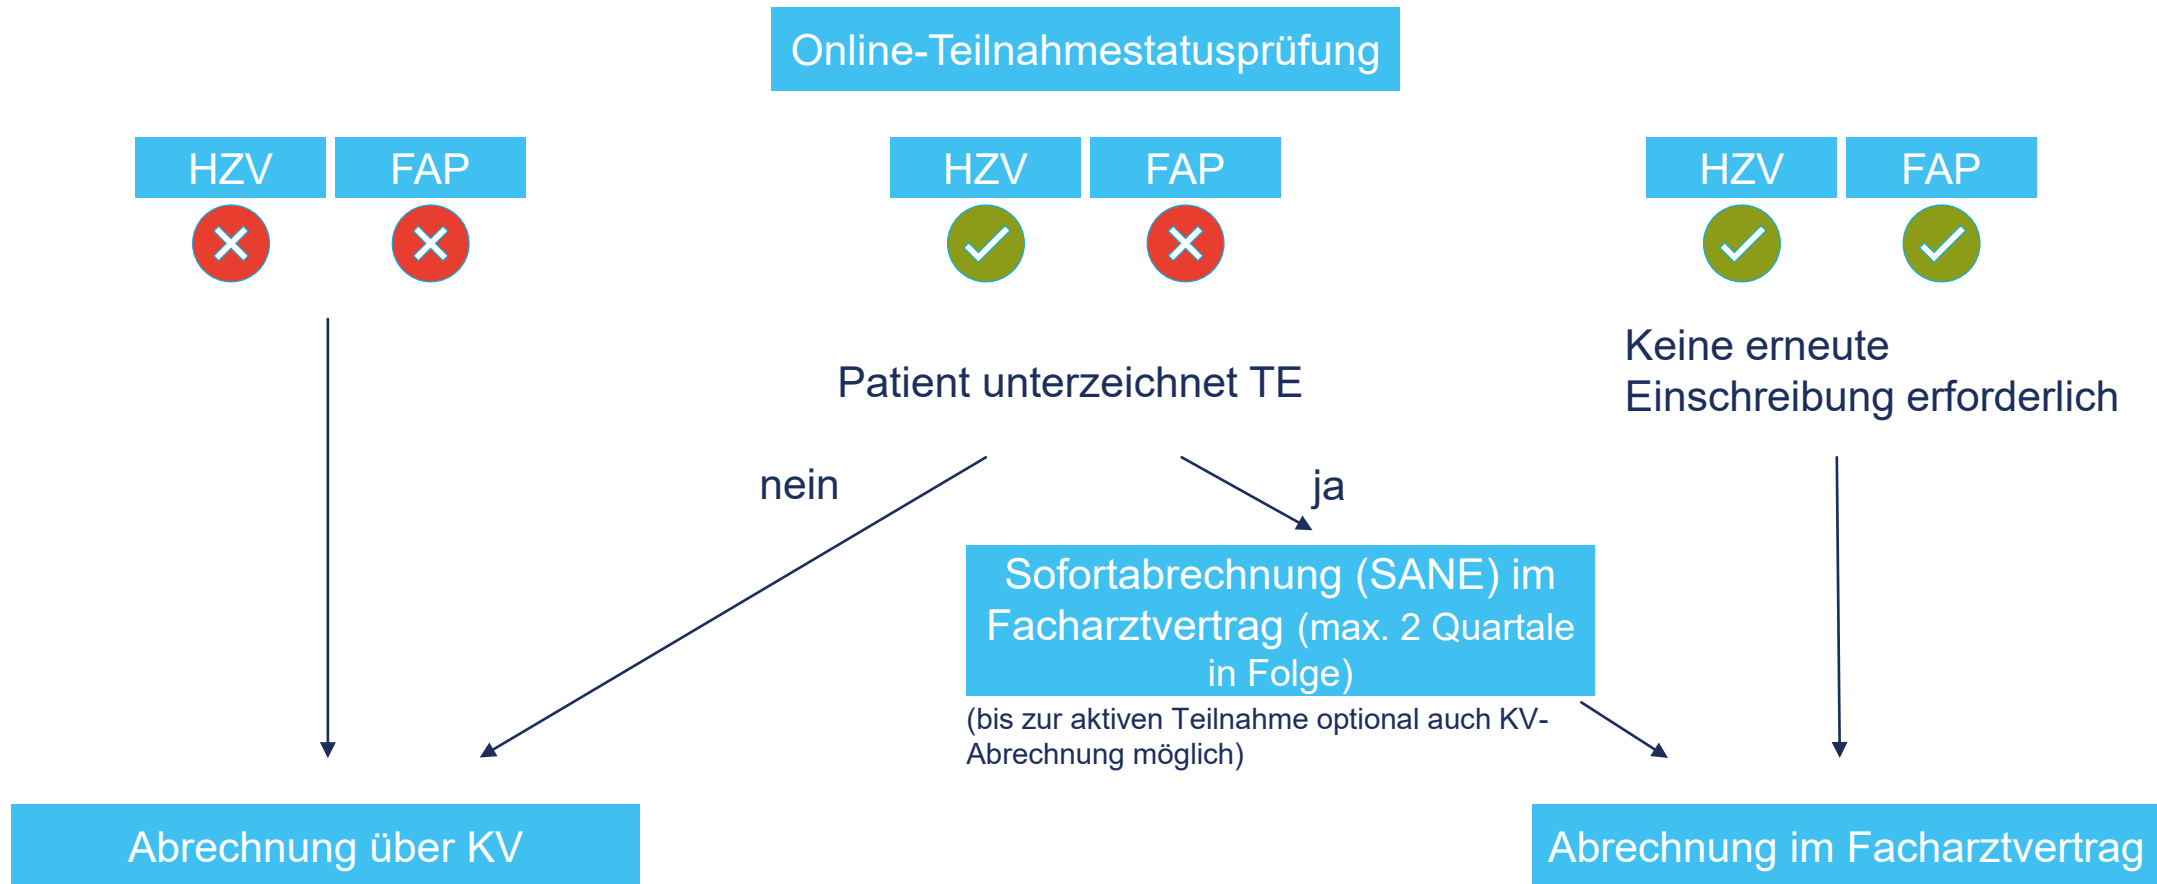 Online-Teilnahmestatusprüfung
HZV FAP
HZV FAP
HZV FAP
Patient unterzeichnet TE
Keine erneute
Einschreibung erforderlich
nein
ja
Sofortabrechnung (SANE) im
Facharztvertrag (max. 2 Quartale
in Folge)
(bis zur aktiven Teilnahme optional auch KV-
Abrechnung möglich)
Abrechnung über KV
Abrechnung im Facharztvertrag